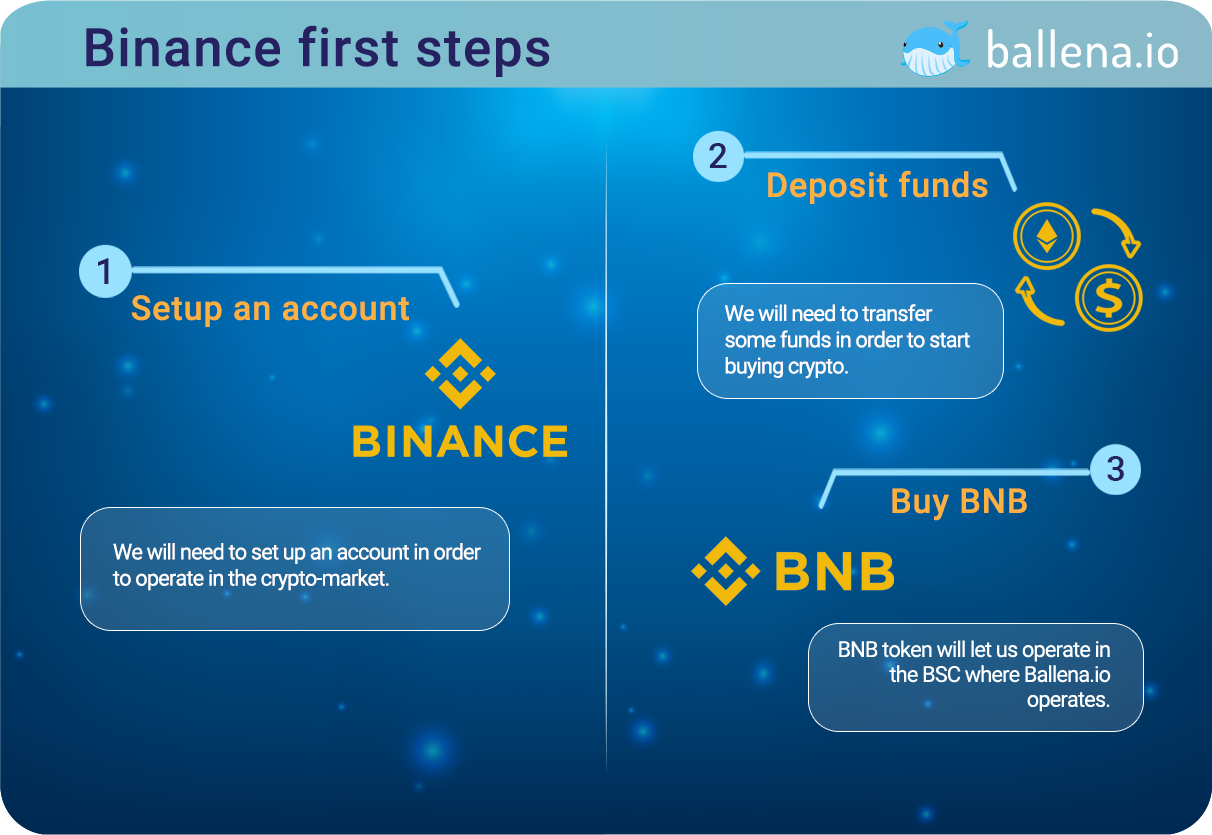 Binance first steps
ballena.io
1
Setup an account
BINANCE
We will need to set up an account in order
to operate in the crypto-market.
2
Deposit funds
$
We will need to transfer
some funds in order to start
buying crypto.
3
Buy BNB
BNB
BNB token will let us operate in
the BSC where Ballena.io
operates.